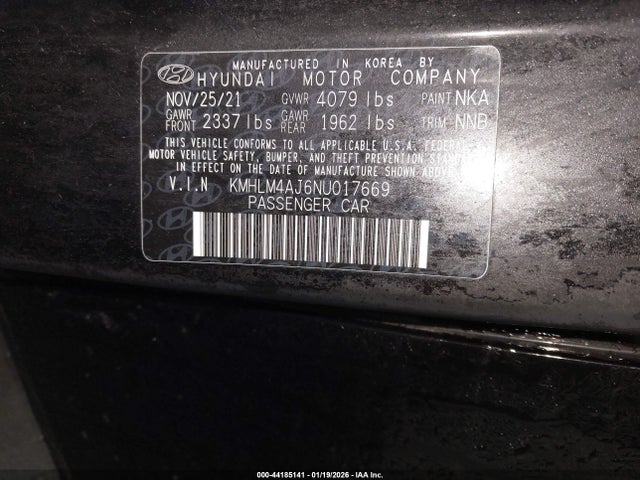 MANUFACTURED IN KOREA BY
HYUNDAI MOTOR COMPANY
NOV/25/21 GVWR 4079 lbs PAINT NKA
GAWR FRONT 2337 lbs GAWR REAR 1962 lbs TRIM NNB
THIS VEHICLE CONFORMS TO ALL APPLICABLE U.S. FEDERAL
MOTOR VEHICLE SAFETY, BUMPER, AND THEFT PREVENTION STANDARDS
IN EFFECT ON THE DATE OF MANUFACTURE SHOWN ABOVE.
V.I.N KMHLM4AJ6NU017669
PASSENGER CAR
000-44185141 - 01/19/2026 - IAA Inc.